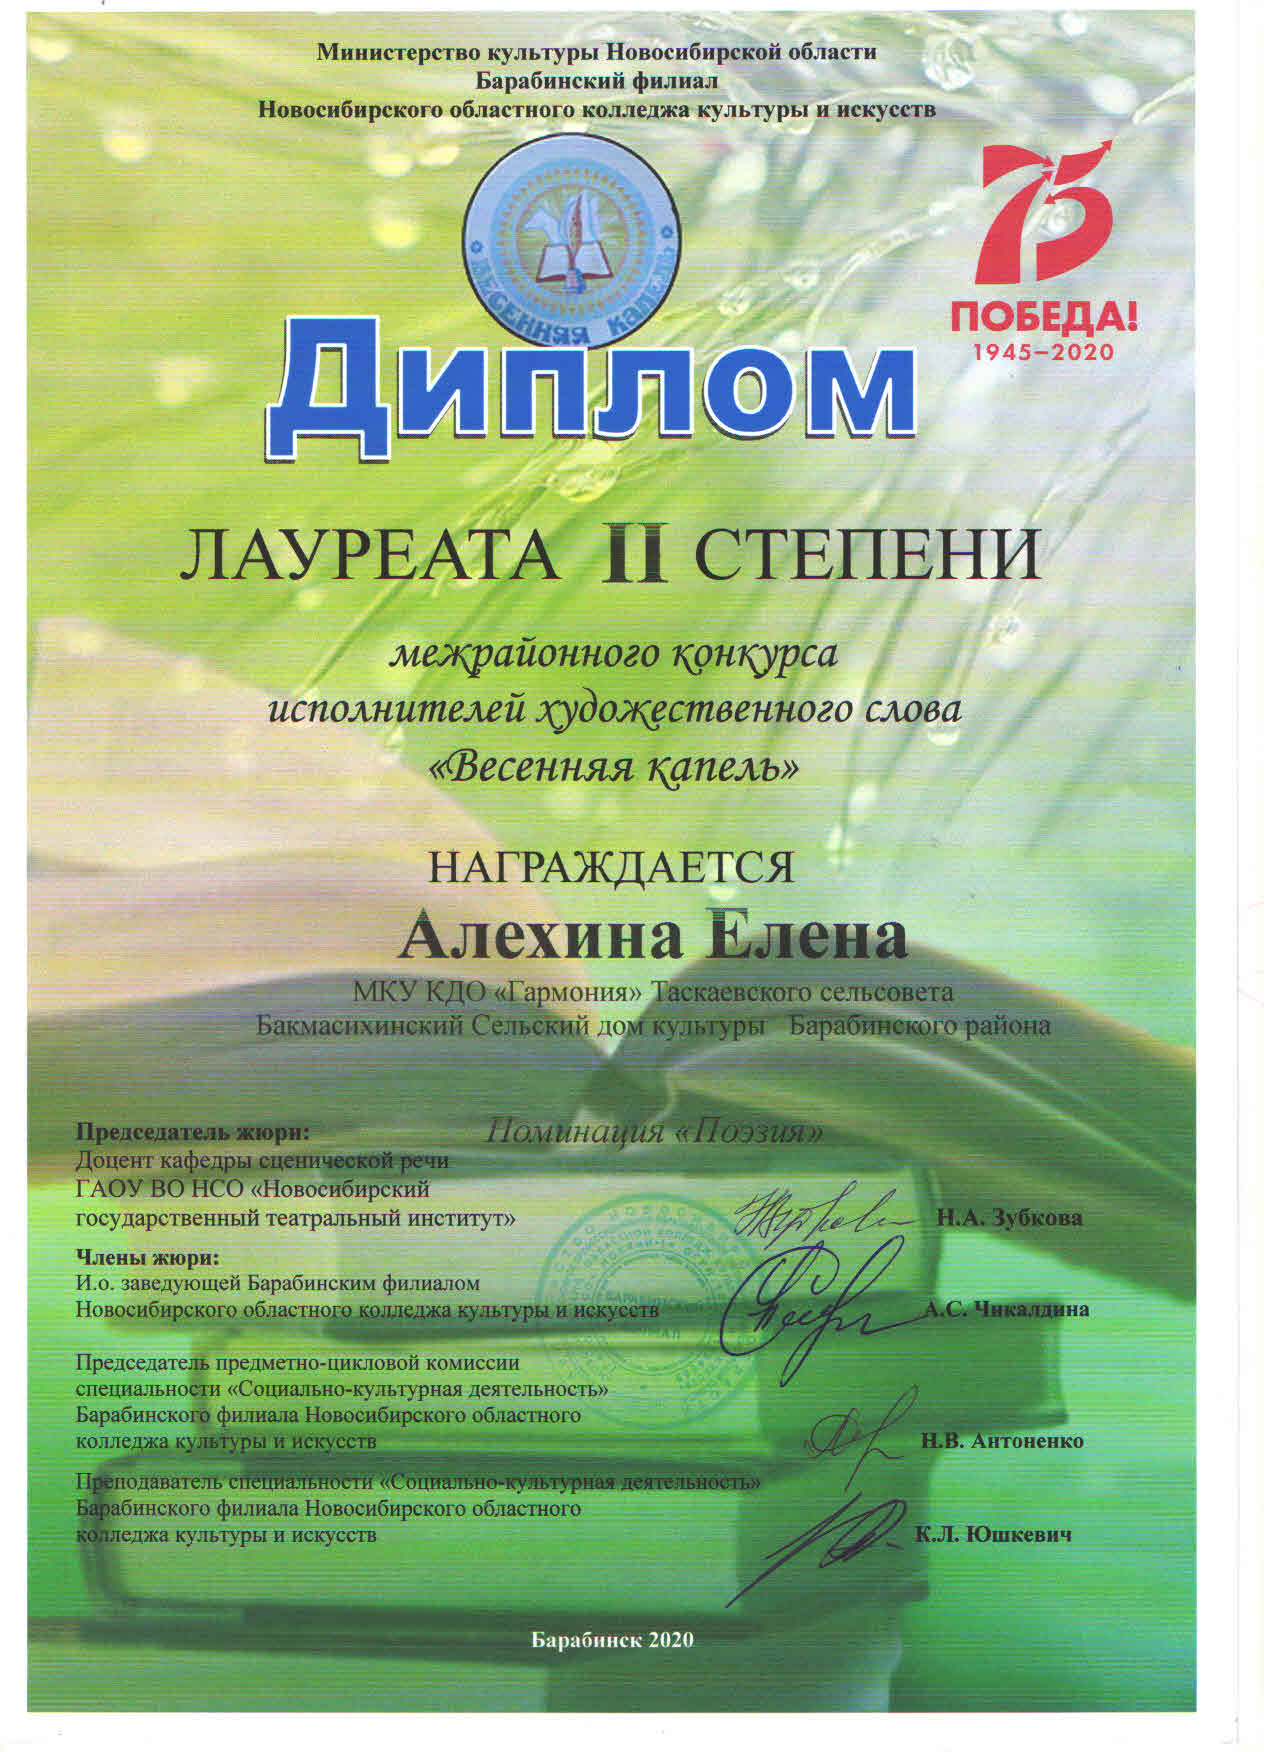 Министерство культуры Новосибирской области
Барабинский филиал
Новосибирского областного колледжа культуры и искусств
ВЕСЕННЯЯ КАПЕЛЬ
75
ПОБЕДА!
1945–2020
Диплом
ЛАУРЕАТА II СТЕПЕНИ
межрайонного конкурса
исполнителей художественного слова
«Весенняя капель»
НАГРАЖДАЕТСЯ
Алехина Елена
МКУ КДО «Гармония» Таскаевского сельсовета
Бакмасихинский Сельский дом культуры Барабинского района
Номинация «Поэзия»
Председатель жюри:
Доцент кафедры сценической речи
ГАОУ ВО НСО «Новосибирский
государственный театральный институт» Н.А. Зубкова
Члены жюри:
И.о. заведующей Барабинским филиалом
Новосибирского областного колледжа культуры и искусств А.С. Чикалдина
Председатель предметно-цикловой комиссии
специальности «Социально-культурная деятельность»
Барабинского филиала Новосибирского областного
колледжа культуры и искусств Н.В. Антоненко
Преподаватель специальности «Социально-культурная деятельность»
Барабинского филиала Новосибирского областного
колледжа культуры и искусств К.Л. Юшкевич
Барабинск 2020